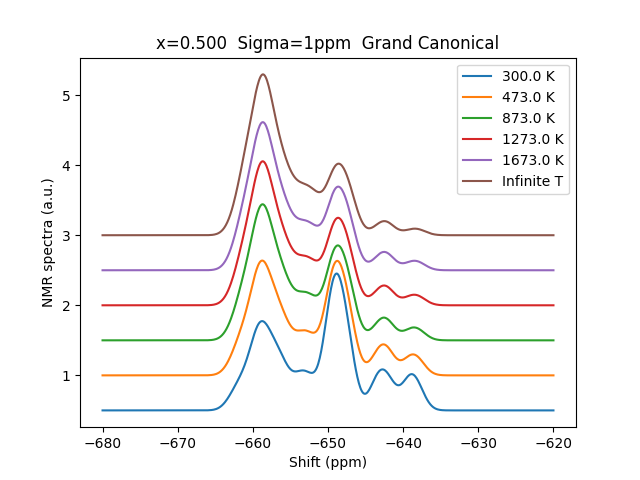 x=0.500  Sigma=1ppm  Grand Canonical
300.0 K
473.0 K
873.0 K
1273.0 K
1673.0 K
Infinite T
NMR spectra (a.u.)
5
4
3
2
1
−680
−670
−660
−650
−640
−630
−620
Shift (ppm)